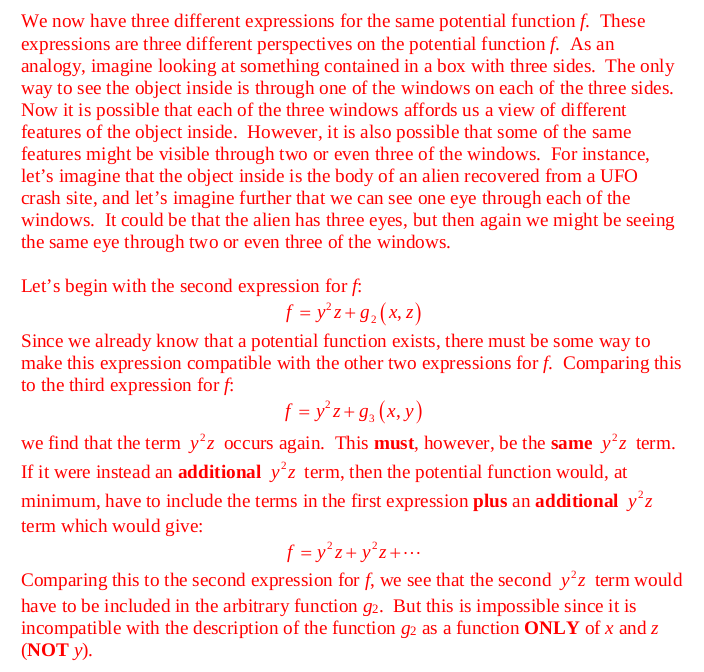 We now have three different expressions for the same potential function f.  These
expressions are three different perspectives on the potential function f.  As an
analogy, imagine looking at something contained in a box with three sides.  The only
way to see the object inside is through one of the windows on each of the three sides.
Now it is possible that each of the three windows affords us a view of different
features of the object inside.  However, it is also possible that some of the same
features might be visible through two or even three of the windows.  For instance,
let’s imagine that the object inside is the body of an alien recovered from a UFO
crash site, and let’s imagine further that we can see one eye through each of the
windows.  It could be that the alien has three eyes, but then again we might be seeing
the same eye through two or even three of the windows.
Let’s begin with the second expression for f:
f = y²z + g₂(x, z)
Since we already know that a potential function exists, there must be some way to
make this expression compatible with the other two expressions for f.  Comparing this
to the third expression for f:
f = y²z + g₃(x, y)
we find that the term y²z occurs again.  This must, however, be the same y²z term.
If it were instead an additional y²z term, then the potential function would, at
minimum, have to include the terms in the first expression plus an additional y²z
term which would give:
f = y²z + y²z + ⋯
Comparing this to the second expression for f, we see that the second y²z term would
have to be included in the arbitrary function g₂.  But this is impossible since it is
incompatible with the description of the function g₂ as a function ONLY of x and z
(NOT y).